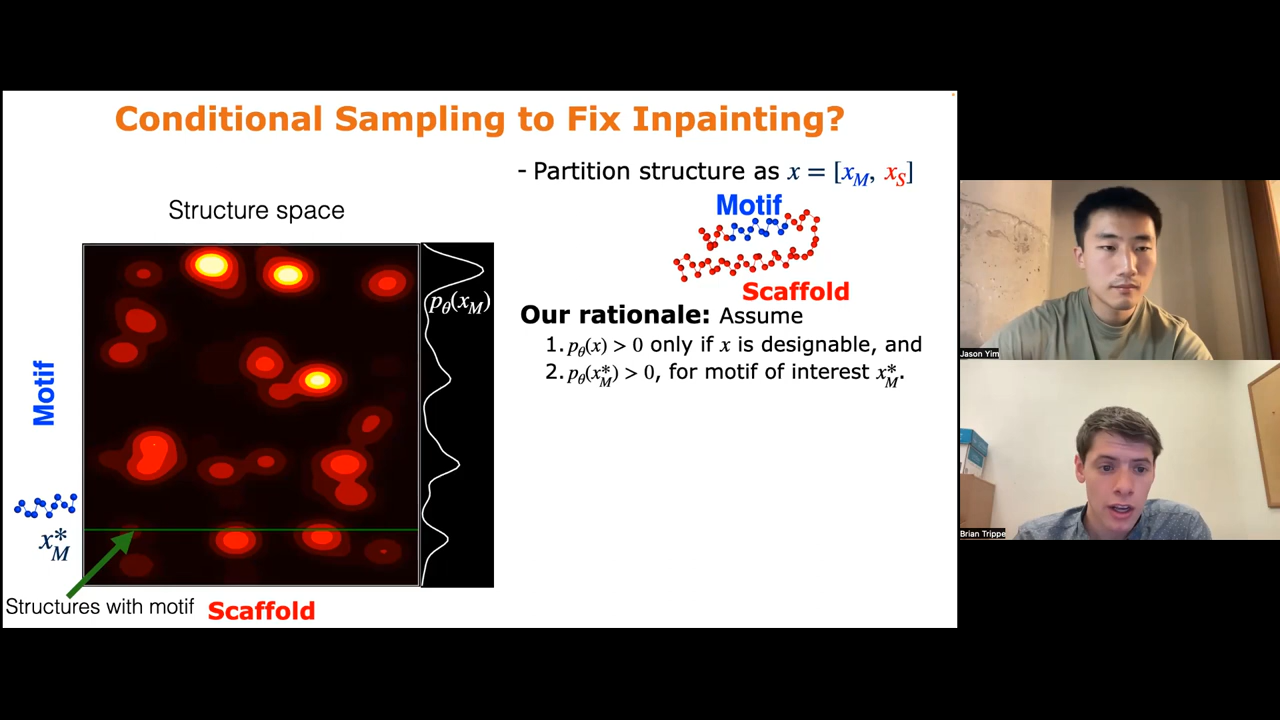 Conditional Sampling to Fix Inpainting?
- Partition structure as x = [x_M, x_S]
Structure space
Motif
Scaffold
p_θ(x_M)
Our rationale: Assume
1. p_θ(x) > 0 only if x is designable, and
2. p_θ(x*_M) > 0, for motif of interest x*_M.
Motif
x*_M
Structures with motif
Scaffold
Jason Yim
Brian Trippe